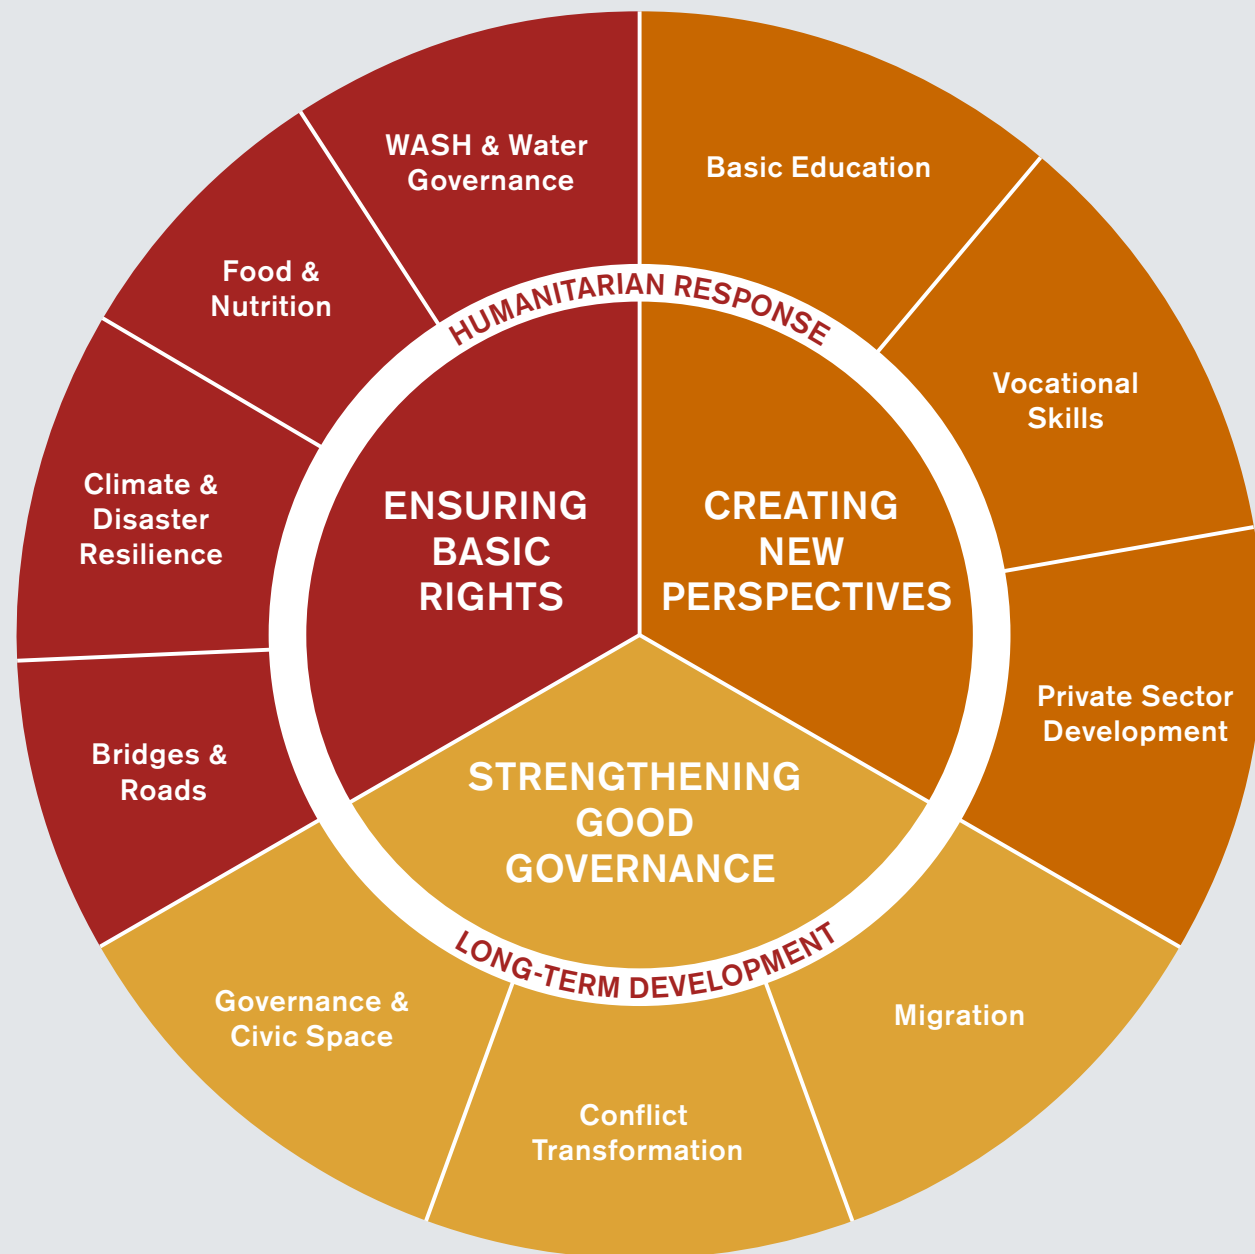 WASH & Water
Governance
Basic Education
Food &
Nutrition
HUMANITARIAN RESPONSE
Vocational
Skills
Climate &
Disaster
Resilience
ENSURING
BASIC
RIGHTS
CREATING
NEW
PERSPECTIVES
Private Sector
Development
Bridges &
Roads
STRENGTHENING
GOOD
GOVERNANCE
LONG-TERM DEVELOPMENT
Governance &
Civic Space
Migration
Conflict
Transformation